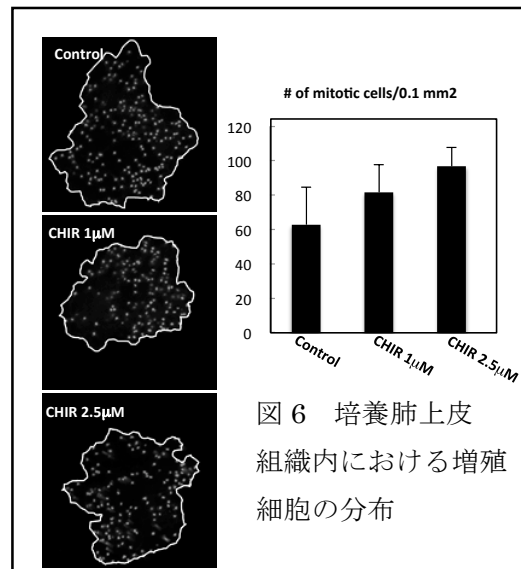 Control
CHIR 1μM
CHIR 2.5μM
# of mitotic cells/0.1 mm2
120
100
80
60
40
20
0
Control
CHIR 1μM
CHIR 2.5μM
図 6 培養肺上皮
組織内における増殖
細胞の分布